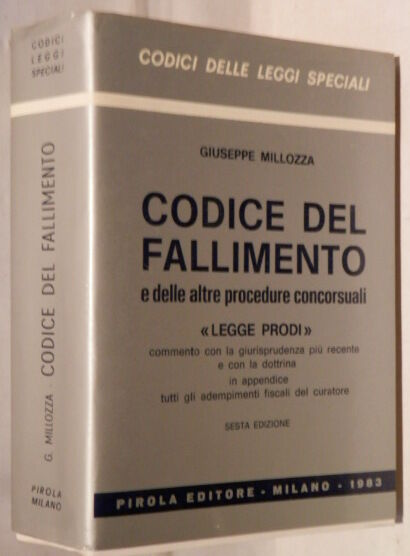 CODICI
LEGGI
SPECIALI
G. MILLOZZA - CODICE DEL FALLIMENTO
PIROLA
MILANO
CODICI DELLE LEGGI SPECIALI
GIUSEPPE MILLOZZA
CODICE DEL
FALLIMENTO
e delle altre procedure concorsuali
«LEGGE PRODI»
commento con la giurisprudenza più recente
e con la dottrina
in appendice
tutti gli adempimenti fiscali del curatore
SESTA EDIZIONE
PIROLA EDITORE - MILANO - 1983